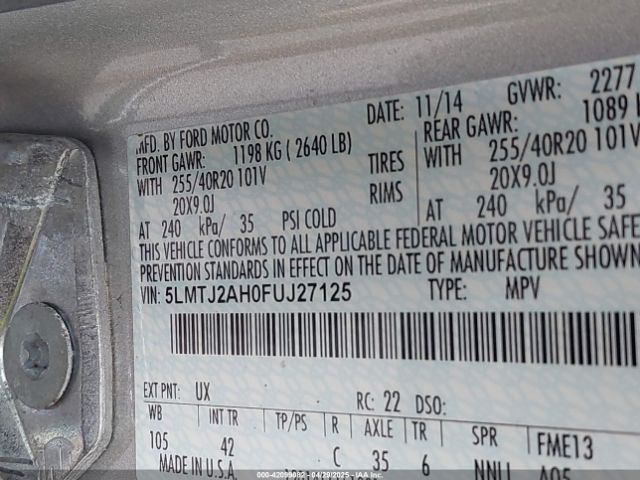 MFD. BY FORD MOTOR CO. DATE: 11/14 GVWR: 2277
FRONT GAWR: 1198 KG ( 2640 LB) REAR GAWR: 1089
WITH 255/40R20 101V TIRES WITH 255/40R20 101V
20X9.0J RIMS 20X9.0J
AT 240 kPa/ 35 PSI COLD AT 240 kPa/ 35
THIS VEHICLE CONFORMS TO ALL APPLICABLE FEDERAL MOTOR VEHICLE SAFE
PREVENTION STANDARDS IN EFFECT ON THE DATE OF MANUFACTURE SHOWN
VIN: 5LMTJ2AH0FUJ27125 TYPE: MPV
EXT PNT: UX RC: 22 DSO:
WB INT TR TP/PS R AXLE TR SPR FME13
105 42 C 35 6 NNLL A05
MADE IN U.S.A.
000-42099082 - 04/29/2025 - IAAI.COM